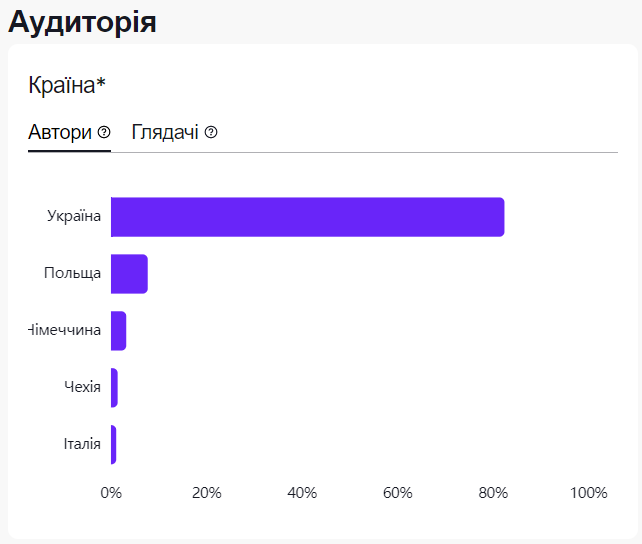 Аудиторія
Країна*
Автори Глядачі
Україна
Польща
Німеччина
Чехія
Італія
0% 20% 40% 60% 80% 100%